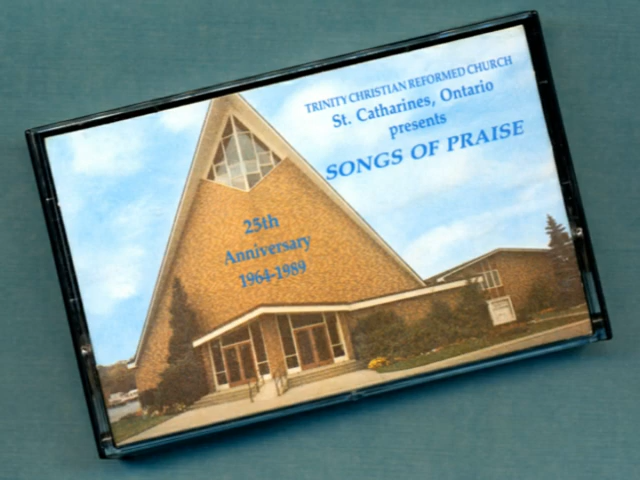 TRINITY CHRISTIAN REFORMED CHURCH
St. Catharines, Ontario
presents
SONGS OF PRAISE
25th
Anniversary
1964-1989